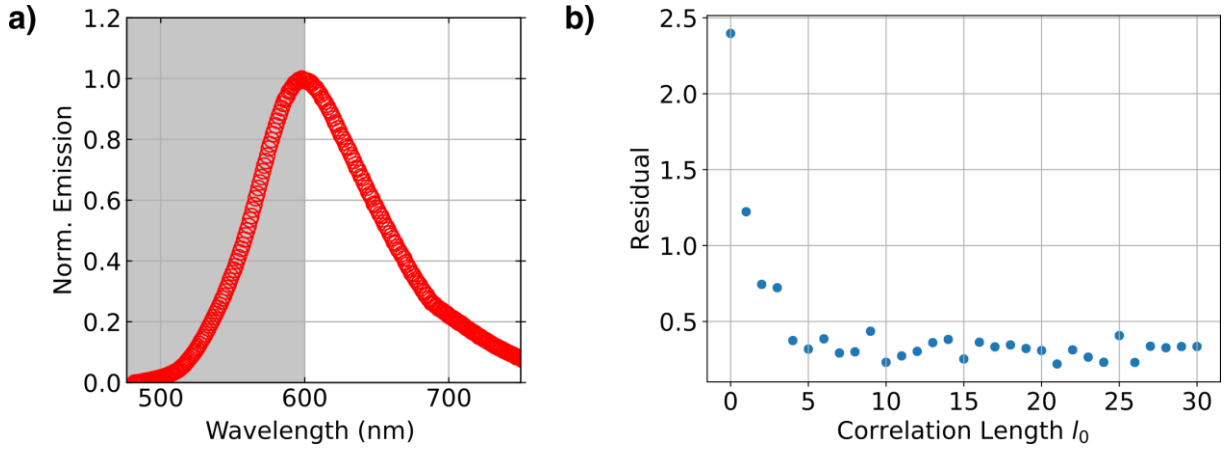 a)
1.2
1.0
0.8
0.6
0.4
0.2
0.0
Norm. Emission
500 600 700
Wavelength (nm)
b)
2.5
2.0
1.5
1.0
0.5
Residual
0 5 10 15 20 25 30
Correlation Length l₀